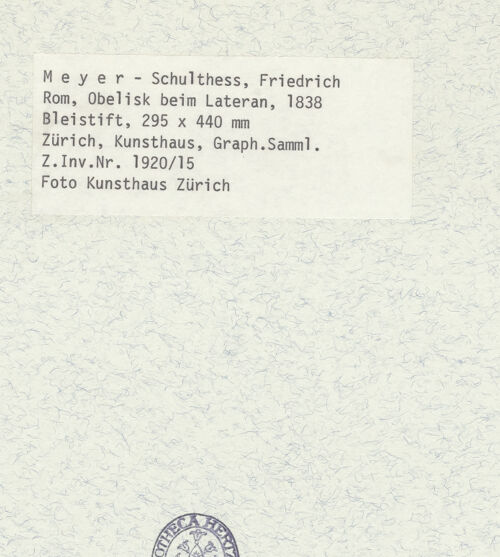 M e y e r - Schulthess, Friedrich
Rom, Obelisk beim Lateran, 1838
Bleistift, 295 x 440 mm
Zürich, Kunsthaus, Graph.Samml.
Z.Inv.Nr. 1920/15
Foto Kunsthaus Zürich